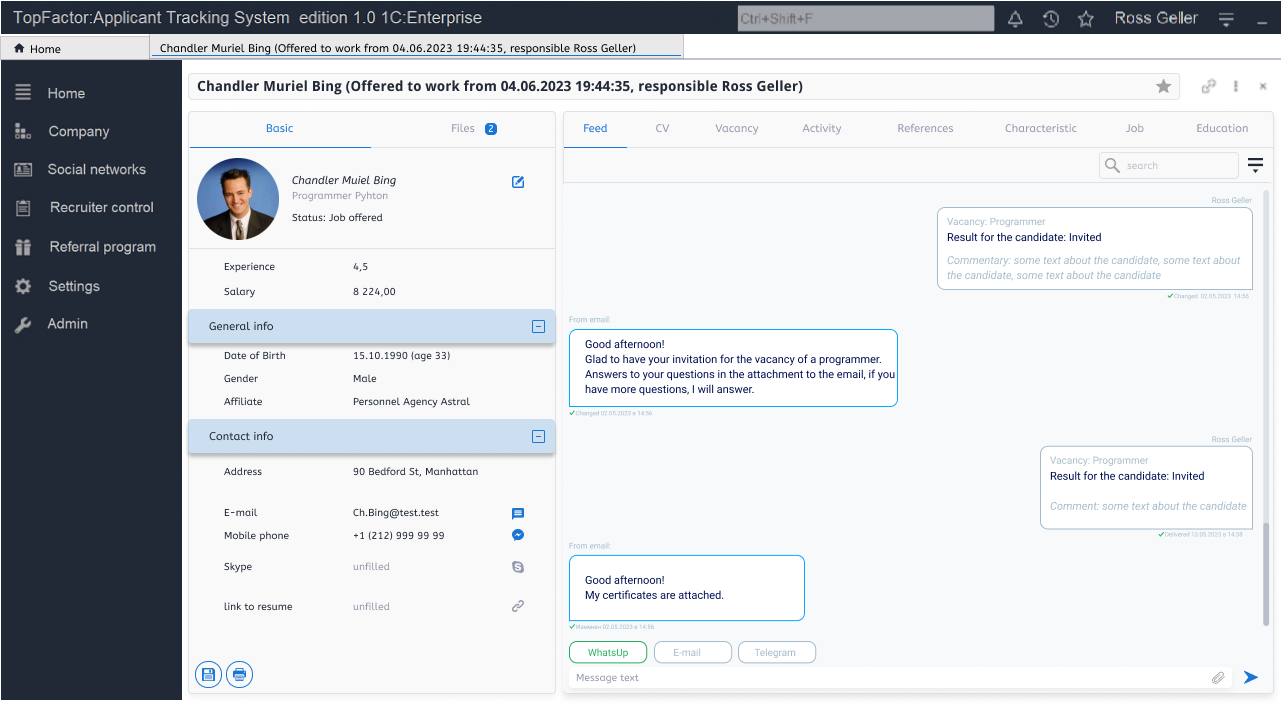 TopFactor:Applicant Tracking System edition 1.0 1C:Enterprise
Ctrl+Shift+F
Ross Geller
Home
Chandler Muriel Bing (Offered to work from 04.06.2023 19:44:35, responsible Ross Geller)
Home
Company
Social networks
Recruiter control
Referral program
Settings
Admin
Chandler Muriel Bing (Offered to work from 04.06.2023 19:44:35, responsible Ross Geller)
Basic
Files 2
Chandler Muiel Bing
Programmer Pyhton
Status: Job offered
Experience 4,5
Salary 8 224,00
General info
Date of Birth 15.10.1990 (age 33)
Gender Male
Affiliate Personnel Agency Astral
Contact info
Address 90 Bedford St, Manhattan
E-mail Ch.Bing@test.test
Mobile phone +1 (212) 999 99 99
Skype unfilled
link to resume unfilled
Feed CV Vacancy Activity References Characteristic Job Education
search
Ross Geller
Vacancy: Programmer
Result for the candidate: Invited
Commentary: some text about the candidate, some text about
the candidate, some text about the candidate
Changed 02.05.2023 14:56
From email:
Good afternoon!
Glad to have your invitation for the vacancy of a programmer.
Answers to your questions in the attachment to the email, if you
have more questions, I will answer.
Changed 02.05.2023 в 14:56
Ross Geller
Vacancy: Programmer
Result for the candidate: Invited
Comment: some text about the candidate
Delivered 13.05.2023 в 14:38
From email:
Good afternoon!
My certificates are attached.
Изменен 02.05.2023 в 14:56
WhatsUp
E-mail
Telegram
Message text